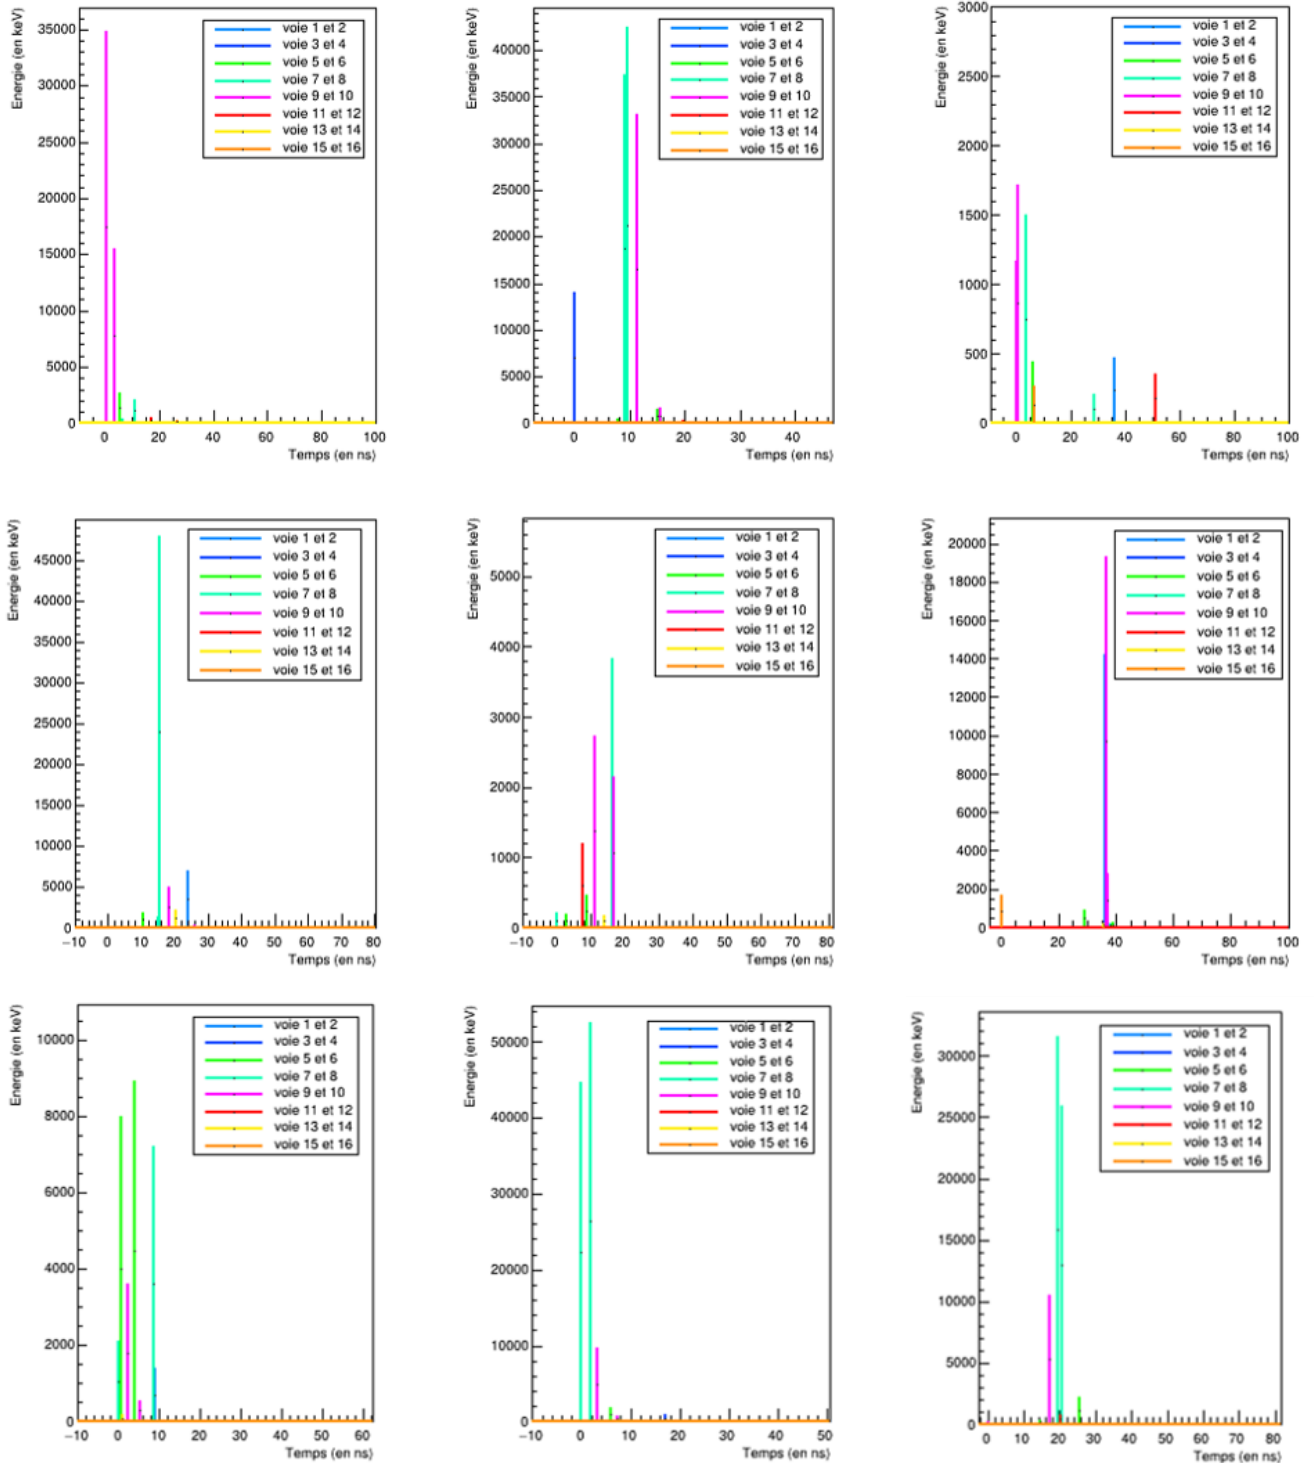 Energie (en keV)
35000
30000
25000
20000
15000
10000
5000
0
voie 1 et 2
voie 3 et 4
voie 5 et 6
voie 7 et 8
voie 9 et 10
voie 11 et 12
voie 13 et 14
voie 15 et 16
0 20 40 60 80 100
Temps (en ns)
Energie (en keV)
40000
35000
30000
25000
20000
15000
10000
5000
0
voie 1 et 2
voie 3 et 4
voie 5 et 6
voie 7 et 8
voie 9 et 10
voie 11 et 12
voie 13 et 14
voie 15 et 16
0 10 20 30 40
Temps (en ns)
Energie (en keV)
3000
2500
2000
1500
1000
500
0
voie 1 et 2
voie 3 et 4
voie 5 et 6
voie 7 et 8
voie 9 et 10
voie 11 et 12
voie 13 et 14
voie 15 et 16
0 20 40 60 80 100
Temps (en ns)
Energie (en keV)
45000
40000
35000
30000
25000
20000
15000
10000
5000
0
voie 1 et 2
voie 3 et 4
voie 5 et 6
voie 7 et 8
voie 9 et 10
voie 11 et 12
voie 13 et 14
voie 15 et 16
−10 0 10 20 30 40 50 60 70 80
Temps (en ns)
Energie (en keV)
5000
4000
3000
2000
1000
0
voie 1 et 2
voie 3 et 4
voie 5 et 6
voie 7 et 8
voie 9 et 10
voie 11 et 12
voie 13 et 14
voie 15 et 16
−10 0 10 20 30 40 50 60 70 80
Temps (en ns)
Energie (en keV)
20000
18000
16000
14000
12000
10000
8000
6000
4000
2000
0
voie 1 et 2
voie 3 et 4
voie 5 et 6
voie 7 et 8
voie 9 et 10
voie 11 et 12
voie 13 et 14
voie 15 et 16
0 20 40 60 80 100
Temps (en ns)
Energie (en keV)
10000
8000
6000
4000
2000
0
voie 1 et 2
voie 3 et 4
voie 5 et 6
voie 7 et 8
voie 9 et 10
voie 11 et 12
voie 13 et 14
voie 15 et 16
−10 0 10 20 30 40 50 60
Temps (en ns)
Energie (en keV)
50000
40000
30000
20000
10000
0
voie 1 et 2
voie 3 et 4
voie 5 et 6
voie 7 et 8
voie 9 et 10
voie 11 et 12
voie 13 et 14
voie 15 et 16
−10 0 10 20 30 40 50
Temps (en ns)
Energie (en keV)
30000
25000
20000
15000
10000
5000
0
voie 1 et 2
voie 3 et 4
voie 5 et 6
voie 7 et 8
voie 9 et 10
voie 11 et 12
voie 13 et 14
voie 15 et 16
0 10 20 30 40 50 60 70 80
Temps (en ns)